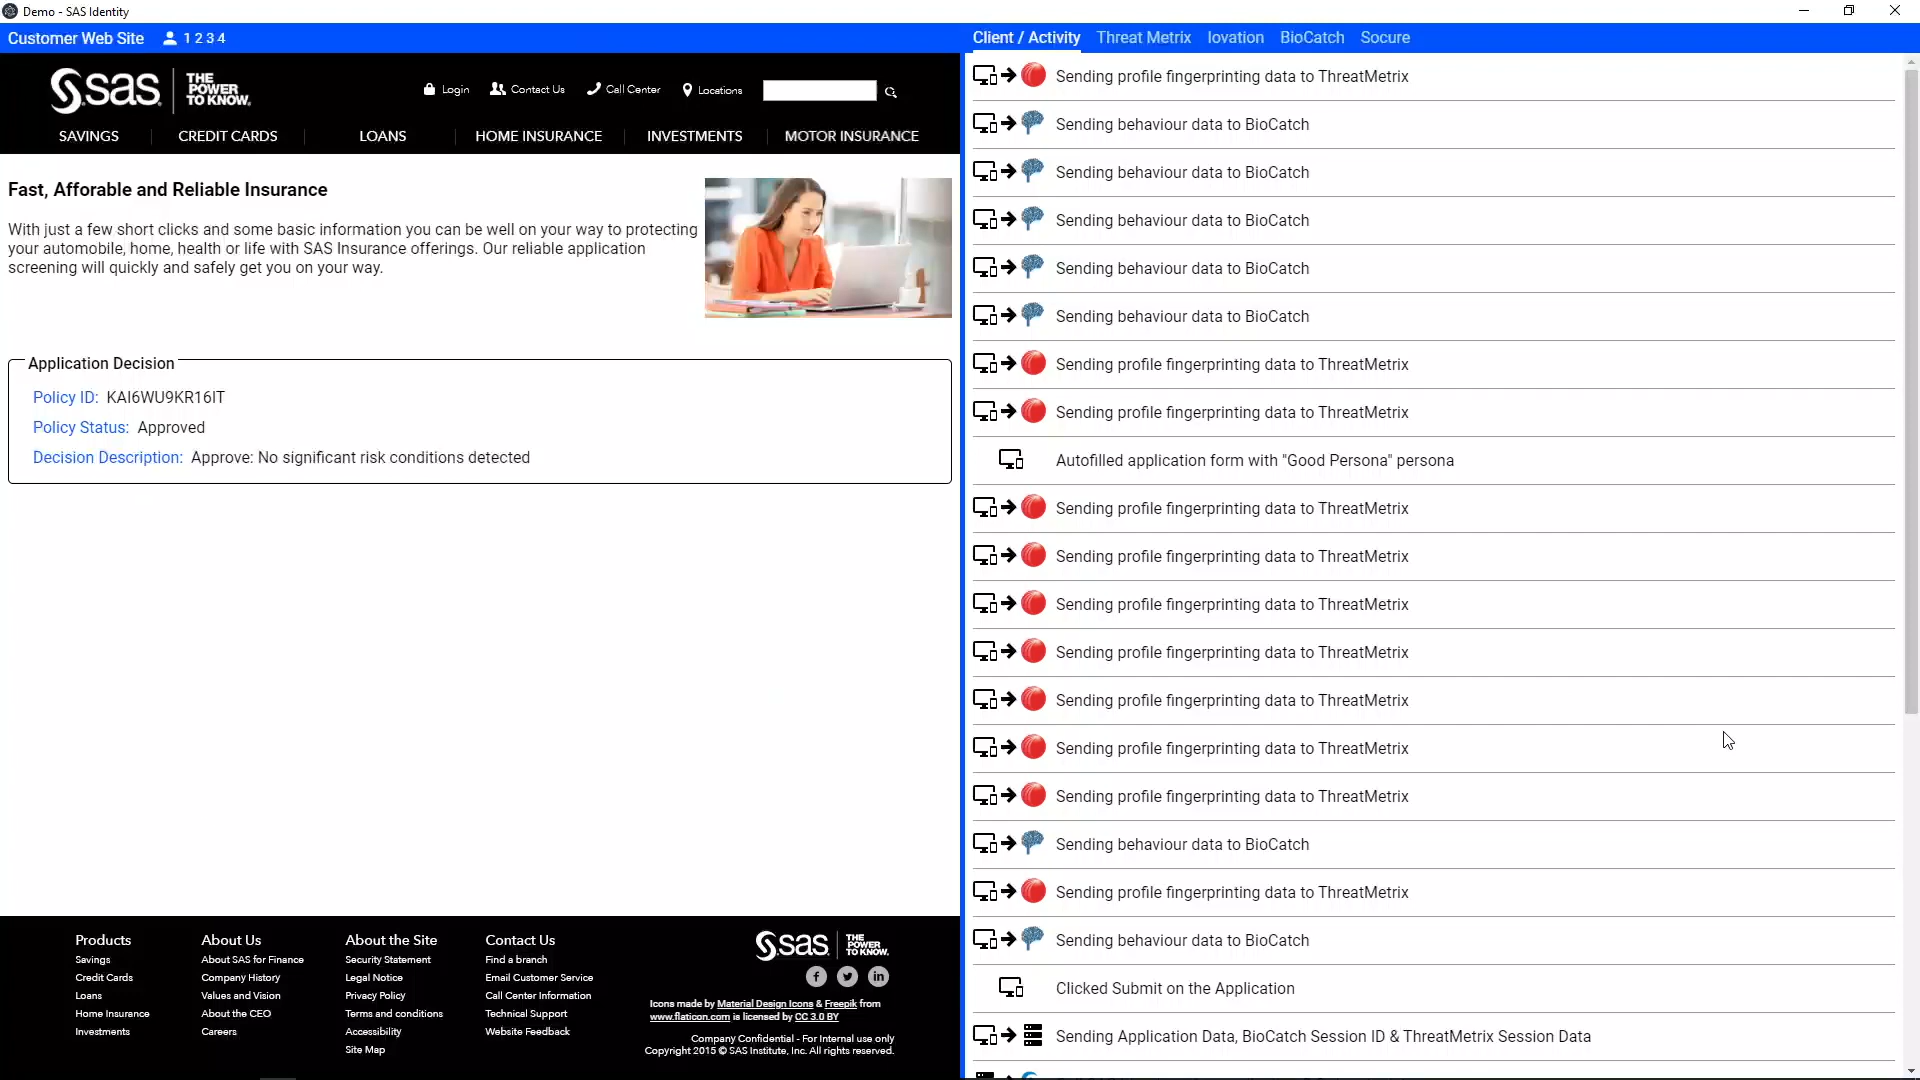 Demo - SAS Identity
Customer Web Site 1 2 3 4
sas THE POWER TO KNOW.
Login Contact Us Call Center Locations
SAVINGS CREDIT CARDS LOANS HOME INSURANCE INVESTMENTS MOTOR INSURANCE
Fast, Afforable and Reliable Insurance
With just a few short clicks and some basic information you can be well on your way to protecting
your automobile, home, health or life with SAS Insurance offerings. Our reliable application
screening will quickly and safely get you on your way.
Application Decision
Policy ID: KAI6WU9KR16IT
Policy Status: Approved
Decision Description: Approve: No significant risk conditions detected
Products
Savings
Credit Cards
Loans
Home Insurance
Investments
About Us
About SAS for Finance
Company History
Values and Vision
About the CEO
Careers
About the Site
Security Statement
Legal Notice
Privacy Policy
Terms and conditions
Accessibility
Site Map
Contact Us
Find a branch
Email Customer Service
Call Center Information
Technical Support
Website Feedback
sas THE POWER TO KNOW.
Icons made by Material Design Icons & Freepik from
www.flaticon.com is licensed by CC 3.0 BY
Company Confidential - For Internal use only
Copyright 2015 © SAS Institute, Inc. All rights reserved.
Client / Activity Threat Metrix Iovation BioCatch Socure
Sending profile fingerprinting data to ThreatMetrix
Sending behaviour data to BioCatch
Sending behaviour data to BioCatch
Sending behaviour data to BioCatch
Sending behaviour data to BioCatch
Sending behaviour data to BioCatch
Sending profile fingerprinting data to ThreatMetrix
Sending profile fingerprinting data to ThreatMetrix
Autofilled application form with "Good Persona" persona
Sending profile fingerprinting data to ThreatMetrix
Sending profile fingerprinting data to ThreatMetrix
Sending profile fingerprinting data to ThreatMetrix
Sending profile fingerprinting data to ThreatMetrix
Sending profile fingerprinting data to ThreatMetrix
Sending profile fingerprinting data to ThreatMetrix
Sending profile fingerprinting data to ThreatMetrix
Sending behaviour data to BioCatch
Sending profile fingerprinting data to ThreatMetrix
Sending behaviour data to BioCatch
Clicked Submit on the Application
Sending Application Data, BioCatch Session ID & ThreatMetrix Session Data